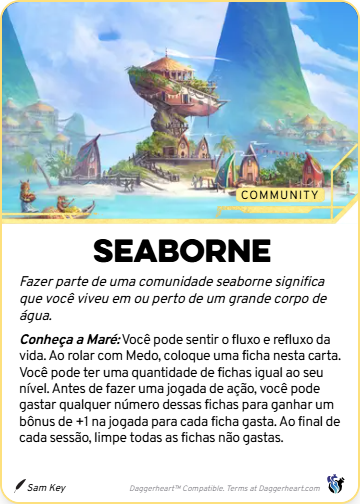 COMMUNITY
SEABORNE
Fazer parte de uma comunidade seaborne significa
que você viveu em ou perto de um grande corpo de
água.
Conheça a Maré: Você pode sentir o fluxo e refluxo da
vida. Ao rolar com Medo, coloque uma ficha nesta carta.
Você pode ter uma quantidade de fichas igual ao seu
nível. Antes de fazer uma jogada de ação, você pode
gastar qualquer número dessas fichas para ganhar um
bônus de +1 na jogada para cada ficha gasta. Ao final de
cada sessão, limpe todas as fichas não gastas.
Sam Key
Daggerheart™ Compatible. Terms at Daggerheart.com